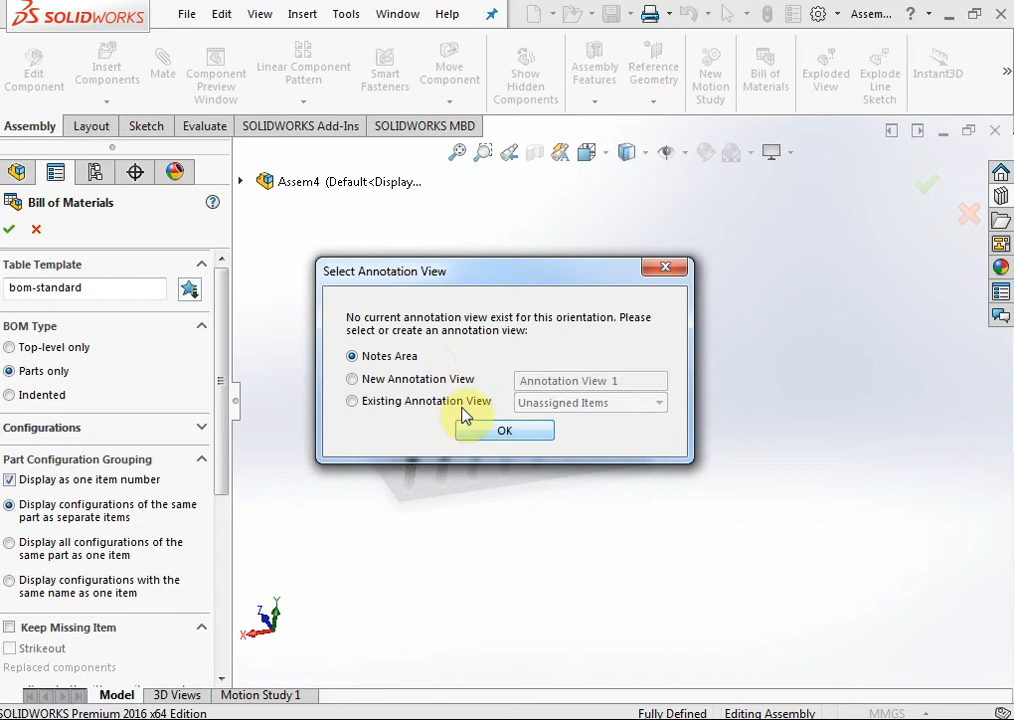 SOLIDWORKS
File Edit View Insert Tools Window Help
Assem... ?
Edit Component
Insert Components
Mate
Component Preview Window
Linear Component Pattern
Smart Fasteners
Move Component
Show Hidden Components
Assembly Features
Reference Geometry
New Motion Study
Bill of Materials
Exploded View
Explode Line Sketch
Instant3D
»
Assembly Layout Sketch Evaluate SOLIDWORKS Add-Ins SOLIDWORKS MBD
Assem4 (Default<Display...
Bill of Materials
?
Table Template
bom-standard
BOM Type
Top-level only
Parts only
Indented
Configurations
Part Configuration Grouping
Display as one item number
Display configurations of the same
part as separate items
Display all configurations of the
same part as one item
Display configurations with the
same name as one item
Keep Missing Item
Strikeout
Replaced components
Select Annotation View
No current annotation view exist for this orientation. Please
select or create an annotation view:
Notes Area
New Annotation View Annotation View 1
Existing Annotation View Unassigned Items
OK
Y
Z
X
Model 3D Views Motion Study 1
SOLIDWORKS Premium 2016 x64 Edition Fully Defined Editing Assembly MMGS